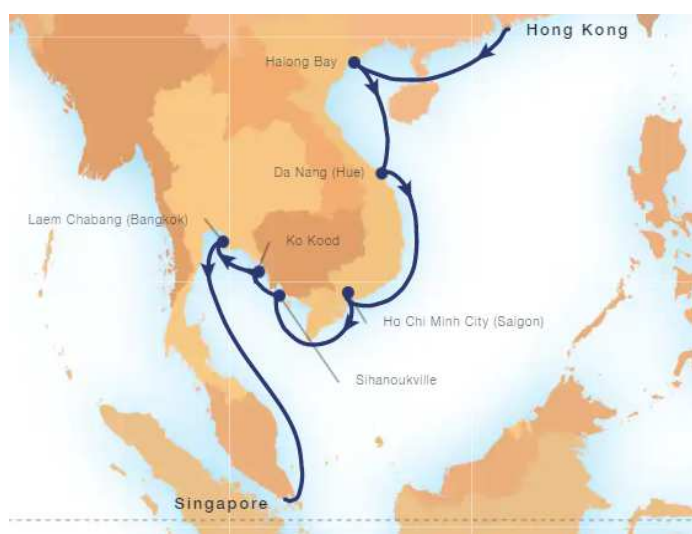 Hong Kong
Halong Bay
Da Nang (Hue)
Laem Chabang (Bangkok)
Ko Kood
Ho Chi Minh City (Saigon)
Sihanoukville
Singapore